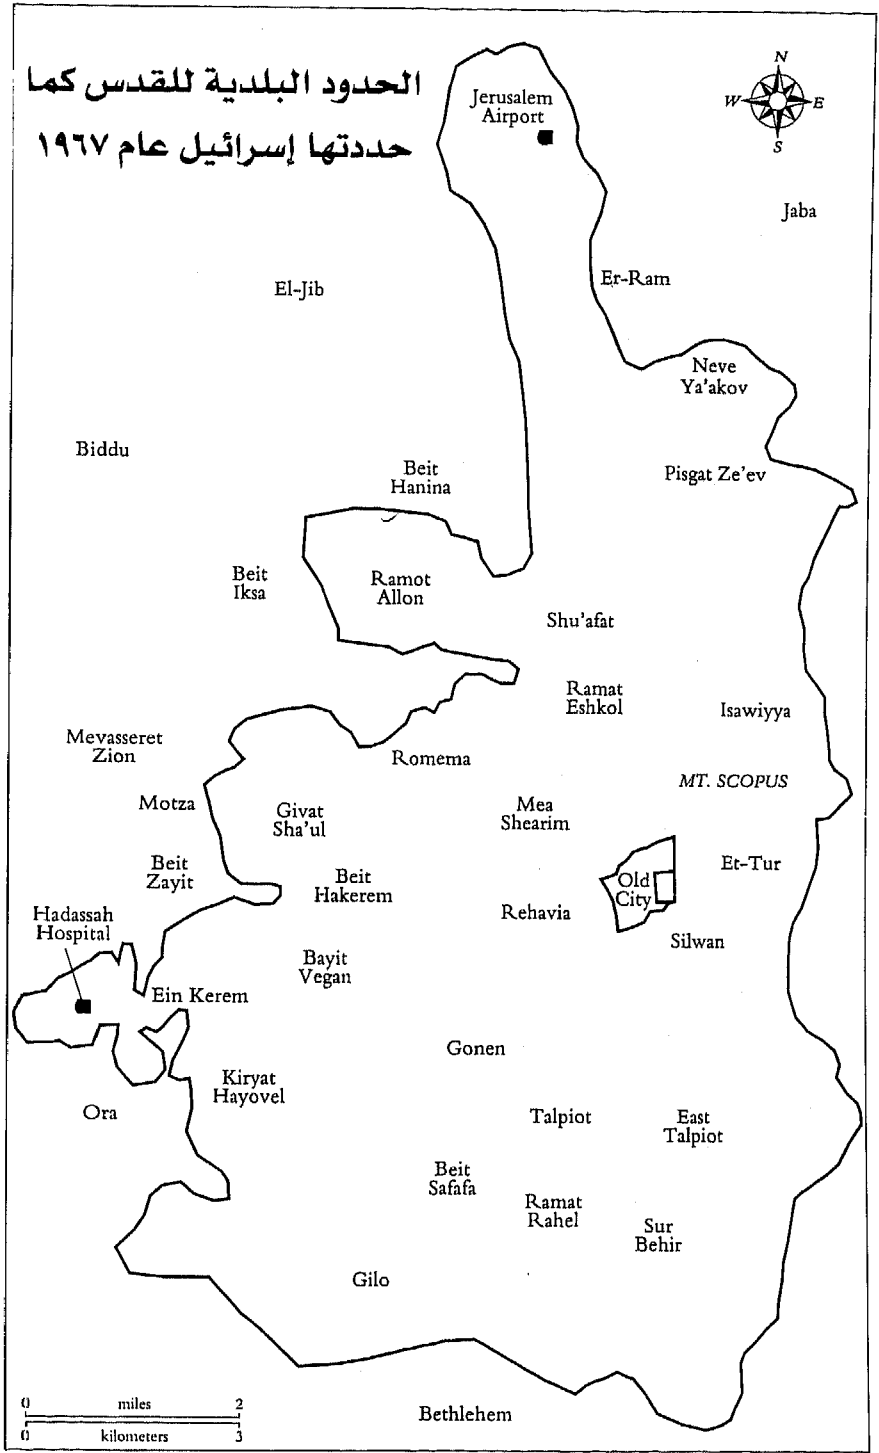 الحدود البلدية للقدس كما
حددتها إسرائيل عام ١٩٦٧
N
W
E
S
Jerusalem
Airport
Jaba
Er-Ram
El-Jib
Neve
Ya'akov
Biddu
Beit
Hanina
Pisgat Ze'ev
Beit
Iksa
Ramot
Allon
Shu'afat
Ramat
Eshkol
Isawiyya
Mevasseret
Zion
Romema
MT. SCOPUS
Motza
Givat
Sha'ul
Mea
Shearim
Beit
Zayit
Beit
Hakerem
Old
City
Et-Tur
Hadassah
Hospital
Rehavia
Silwan
Bayit
Vegan
Ein Kerem
Gonen
Kiryat
Hayovel
Ora
Talpiot
East
Talpiot
Beit
Safafa
Ramat
Rahel
Sur
Behir
Gilo
0 miles 2
0 kilometers 3
Bethlehem